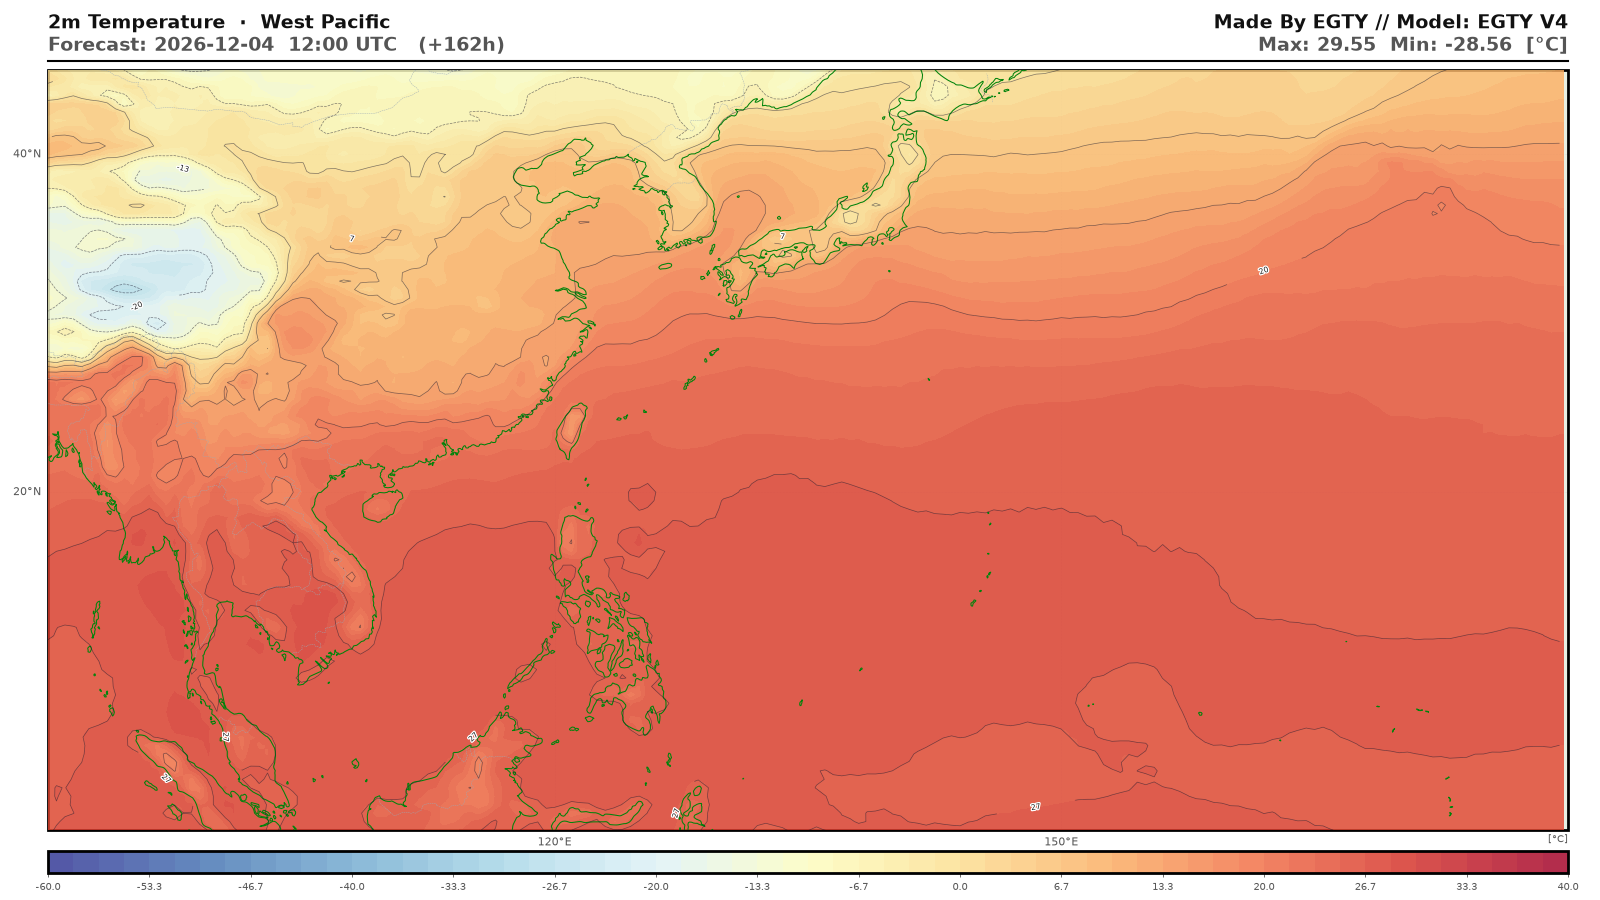 2m Temperature · West Pacific
Made By EGTY // Model: EGTY V4
Forecast: 2026-12-04 12:00 UTC (+162h)
Max: 29.55 Min: -28.56 [°C]
40°N
-13
7
7
20
-20
20°N
27
27
27
27
27
120°E
150°E
[°C]
-60.0
-53.3
-46.7
-40.0
-33.3
-26.7
-20.0
-13.3
-6.7
0.0
6.7
13.3
20.0
26.7
33.3
40.0